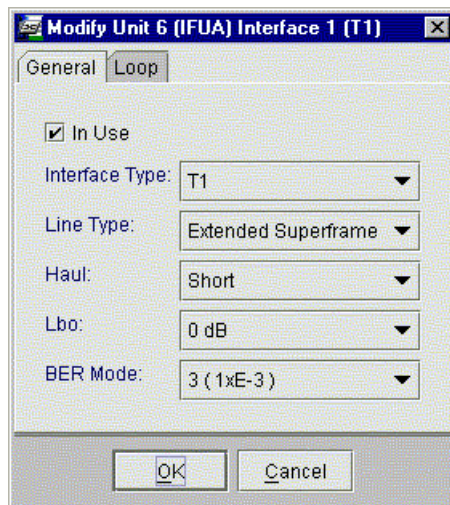 Modify Unit 6 (IFUA) Interface 1 (T1)
General Loop
In Use
Interface Type: T1
Line Type: Extended Superframe
Haul: Short
Lbo: 0 dB
BER Mode: 3 ( 1xE-3 )
OK Cancel